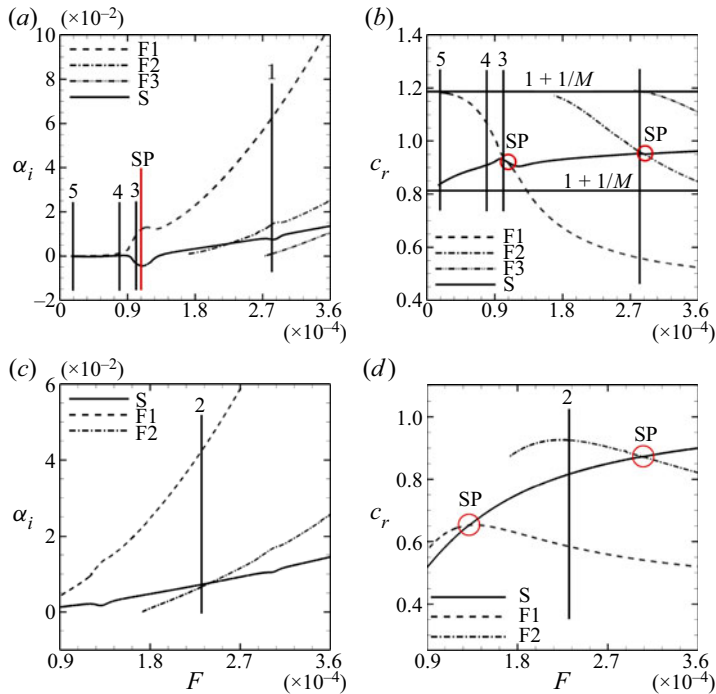 (a) (×10⁻²)
10
8
6
4
2
0
−2
αᵢ
F1
F2
F3
S
SP
5 4 3
1
0 0.9 1.8 2.7 3.6
(×10⁻⁴)
(b)
1.4
1.2
1.0
0.8
0.6
0.4
cᵣ
5 4 3
1 + 1/M
SP SP
1 + 1/M
F1
F2
F3
S
0 0.9 1.8 2.7 3.6
(×10⁻⁴)
(c) (×10⁻²)
6
4
2
0
αᵢ
S
F1
F2
2
0.9 1.8 2.7 3.6
F (×10⁻⁴)
(d)
1.0
0.8
0.6
0.4
cᵣ
2
SP
SP
S
F1
F2
0.9 1.8 2.7 3.6
F (×10⁻⁴)